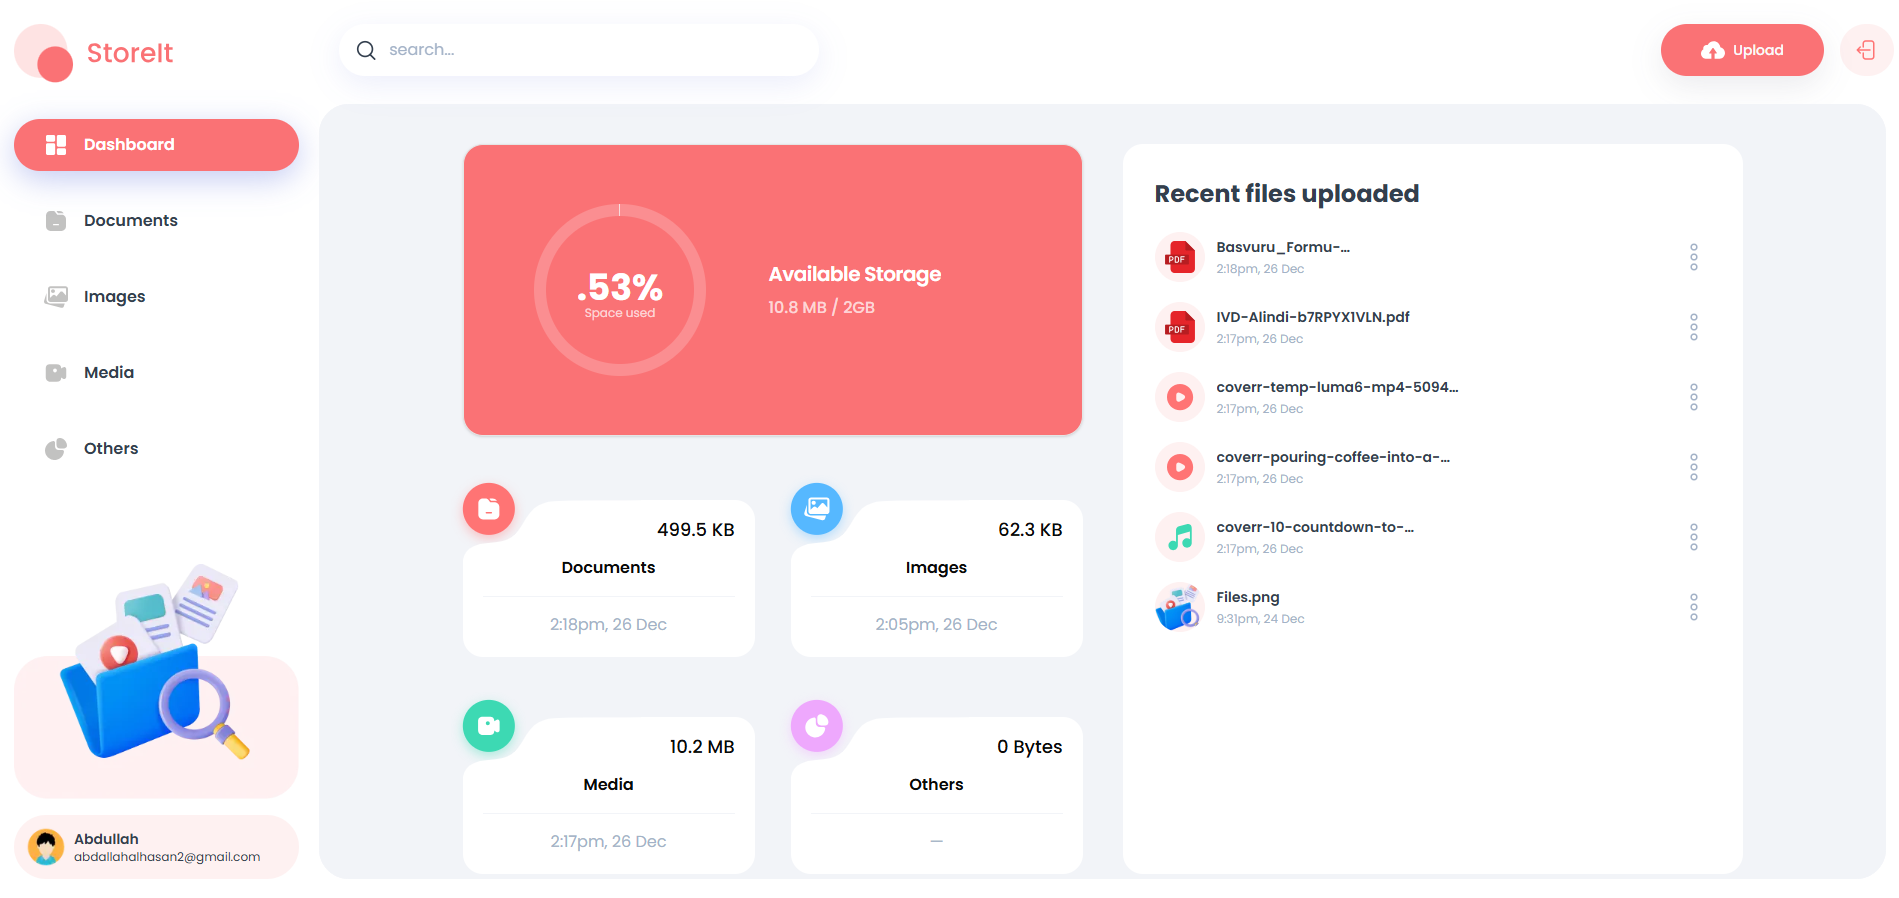 StoreIt
search...
Upload
Dashboard
Documents
Images
Media
Others
Abdullah
abdallahalhasan2@gmail.com
.53%
Space used
Available Storage
10.8 MB / 2GB
499.5 KB
Documents
2:18pm, 26 Dec
62.3 KB
Images
2:05pm, 26 Dec
10.2 MB
Media
2:17pm, 26 Dec
0 Bytes
Others
—
Recent files uploaded
PDF
Basvuru_Formu-...
2:18pm, 26 Dec
PDF
IVD-Alindi-b7RPYX1VLN.pdf
2:17pm, 26 Dec
coverr-temp-luma6-mp4-5094...
2:17pm, 26 Dec
coverr-pouring-coffee-into-a-...
2:17pm, 26 Dec
coverr-10-countdown-to-...
2:17pm, 26 Dec
Files.png
9:31pm, 24 Dec